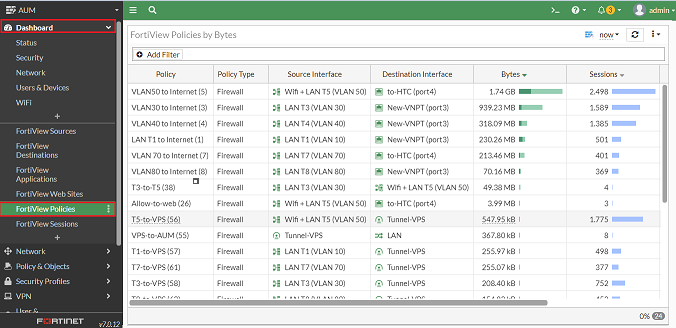 AUM
3
admin
Dashboard
Status
Security
Network
Users & Devices
WiFi
+
FortiView Sources
FortiView
Destinations
FortiView
Applications
FortiView Web Sites
FortiView Policies
FortiView Sessions
+
Network
Policy & Objects
Security Profiles
VPN
User &
FORTINET v7.0.12
FortiView Policies by Bytes now
Add Filter
Policy Policy Type Source Interface Destination Interface Bytes Sessions
VLAN50 to Internet (5) Firewall Wifi + LAN T5 (VLAN 50) to-HTC (port4) 1.74 GB 2.498
VLAN30 to Internet (3) Firewall LAN T3 (VLAN 30) New-VNPT (port3) 939.23 MB 1.589
VLAN40 to Internet (4) Firewall LAN T4 (VLAN 40) New-VNPT (port3) 318.09 MB 1.385
LAN T1 to Internet (1) Firewall LAN T1 (VLAN 10) New-VNPT (port3) 230.26 MB 501
VLAN 70 to Internet (7) Firewall LAN T7 (VLAN 70) to-HTC (port4) 213.46 MB 401
VLAN80 to Internet (8) Firewall LAN T8 (VLAN 80) New-VNPT (port3) 70.16 MB 369
T3-to-T5 (38) Firewall LAN T3 (VLAN 30) Wifi + LAN T5 (VLAN 50) 49.38 MB 4
Allow-to-web (26) Firewall Wifi + LAN T5 (VLAN 50) to-HTC (port4) 3.99 MB 3
T5-to-VPS (56) Firewall Wifi + LAN T5 (VLAN 50) Tunnel-VPS 547.95 kB 1.775
VPS-to-AUM (55) Firewall Tunnel-VPS LAN 367.80 kB 8
T1-to-VPS (57) Firewall LAN T1 (VLAN 10) Tunnel-VPS 255.97 kB 498
T7-to-VPS (61) Firewall LAN T7 (VLAN 70) Tunnel-VPS 255.07 kB 377
T3-to-VPS (58) Firewall LAN T3 (VLAN 30) Tunnel-VPS 208.40 kB 752
0% 24